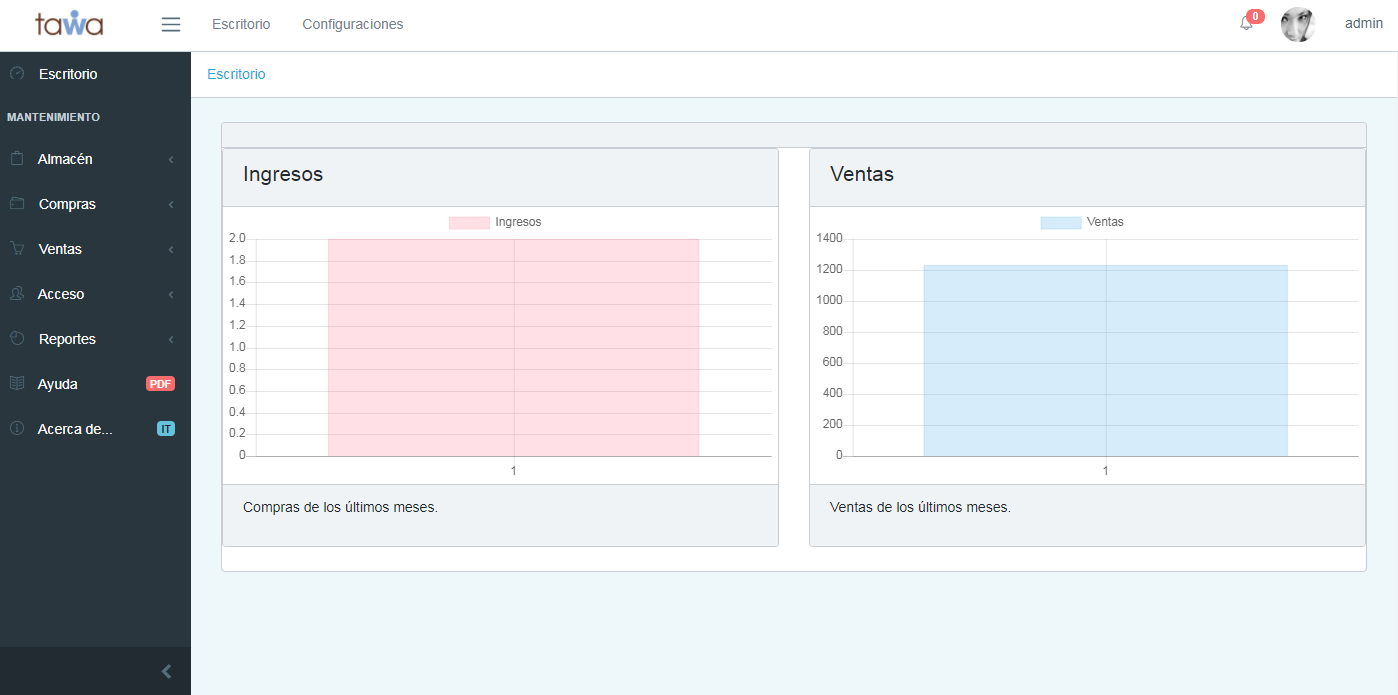 tawa
Escritorio
Configuraciones
0
admin
Escritorio
MANTENIMIENTO
Almacén
Compras
Ventas
Acceso
Reportes
Ayuda
PDF
Acerca de...
IT
Escritorio
Ingresos
Ingresos
2.0
1.8
1.6
1.4
1.2
1.0
0.8
0.6
0.4
0.2
0
1
Compras de los últimos meses.
Ventas
Ventas
1400
1200
1000
800
600
400
200
0
1
Ventas de los últimos meses.